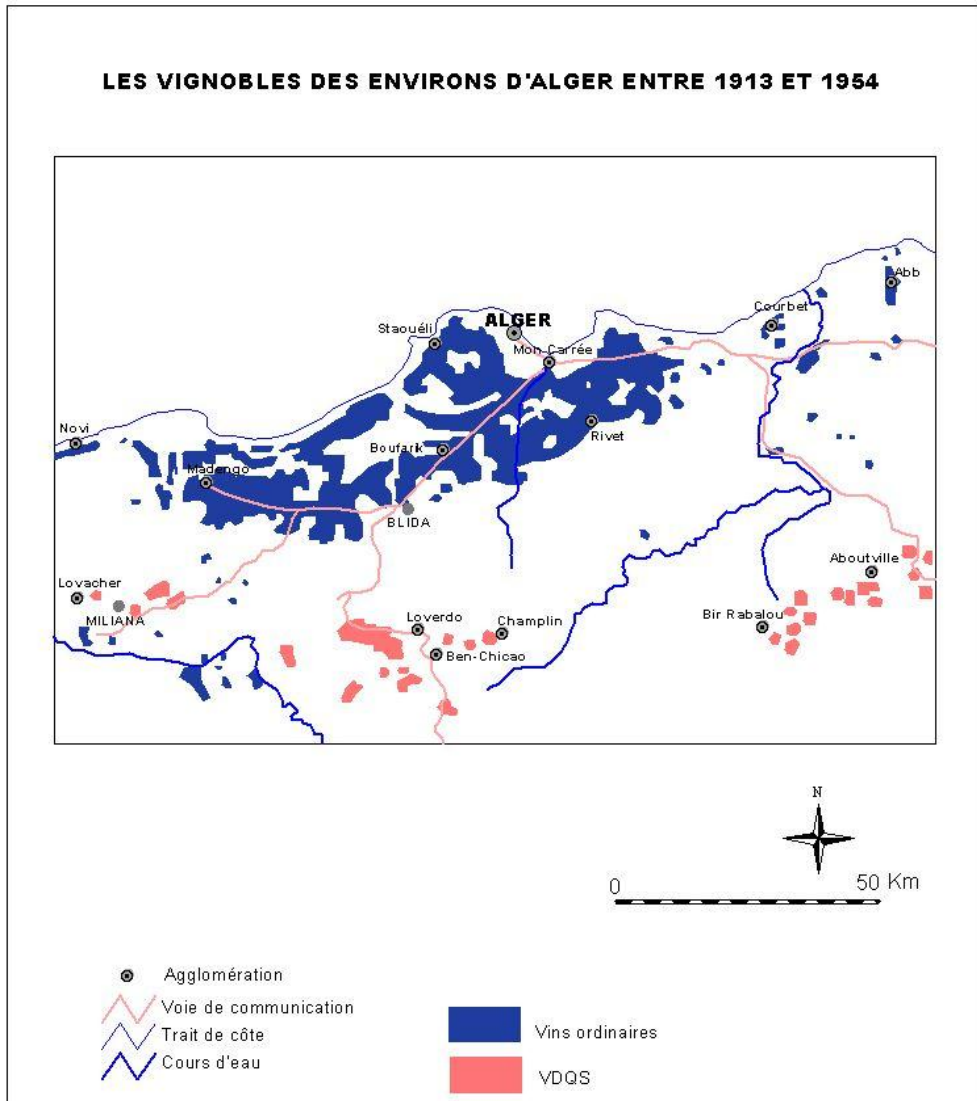 LES VIGNOBLES DES ENVIRONS D'ALGER ENTRE 1913 ET 1954
Abb
Courbet
ALGER
Staouéli
Mon-Carrée
Novi
Rivet
Boufarik
Madengo
BLIDA
Aboutville
Lovacher
MILIANA
Bir Rabalou
Loverdo
Champlin
Ben-Chicao
N
0
50 Km
Agglomération
Voie de communication
Trait de côte
Cours d'eau
Vins ordinaires
VDQS